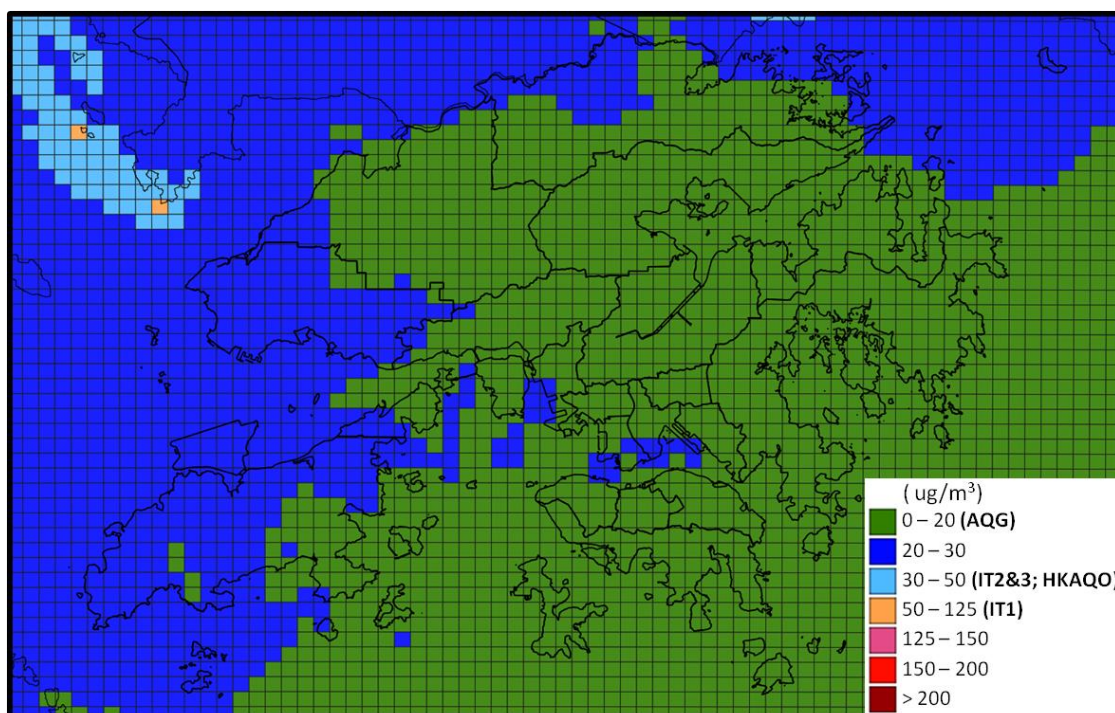 ( ug/m³)
0 – 20 (AQG)
20 – 30
30 – 50 (IT2&3; HKAQO)
50 – 125 (IT1)
125 – 150
150 – 200
> 200